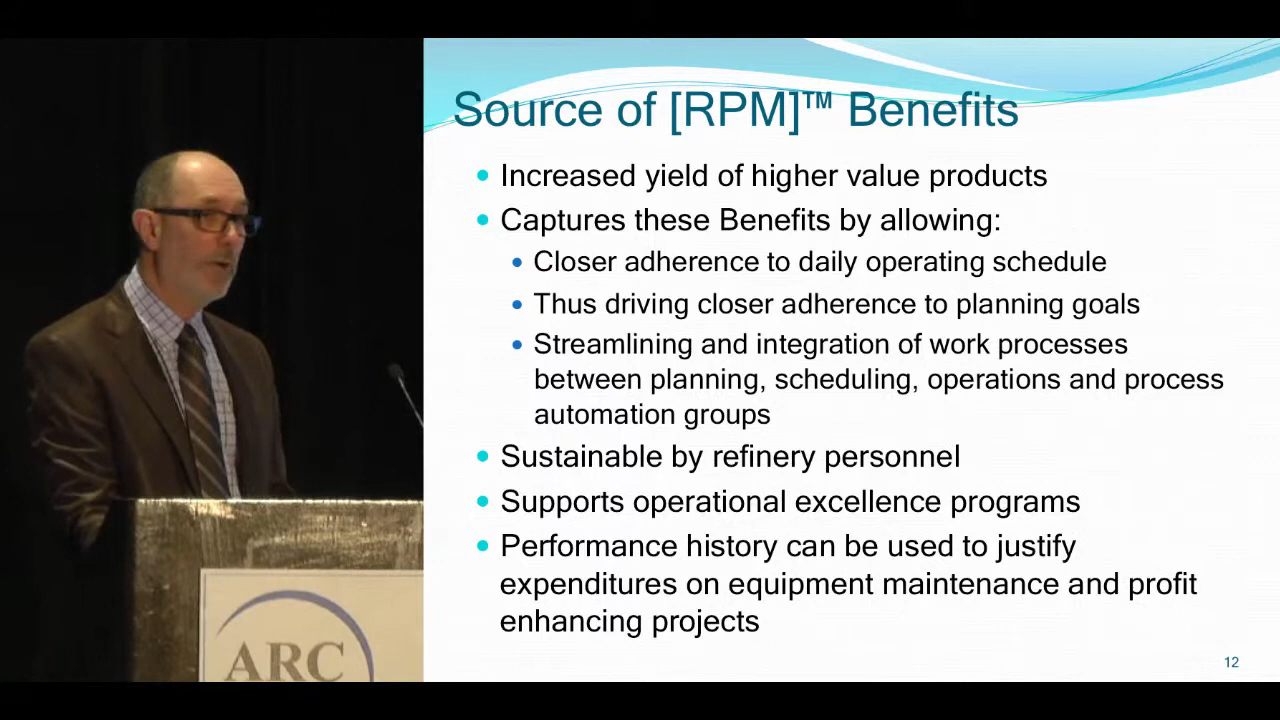 Source of [RPM]™ Benefits
Increased yield of higher value products
Captures these Benefits by allowing:
Closer adherence to daily operating schedule
Thus driving closer adherence to planning goals
Streamlining and integration of work processes
between planning, scheduling, operations and process
automation groups
Sustainable by refinery personnel
Supports operational excellence programs
Performance history can be used to justify
expenditures on equipment maintenance and profit
enhancing projects
12
ARC